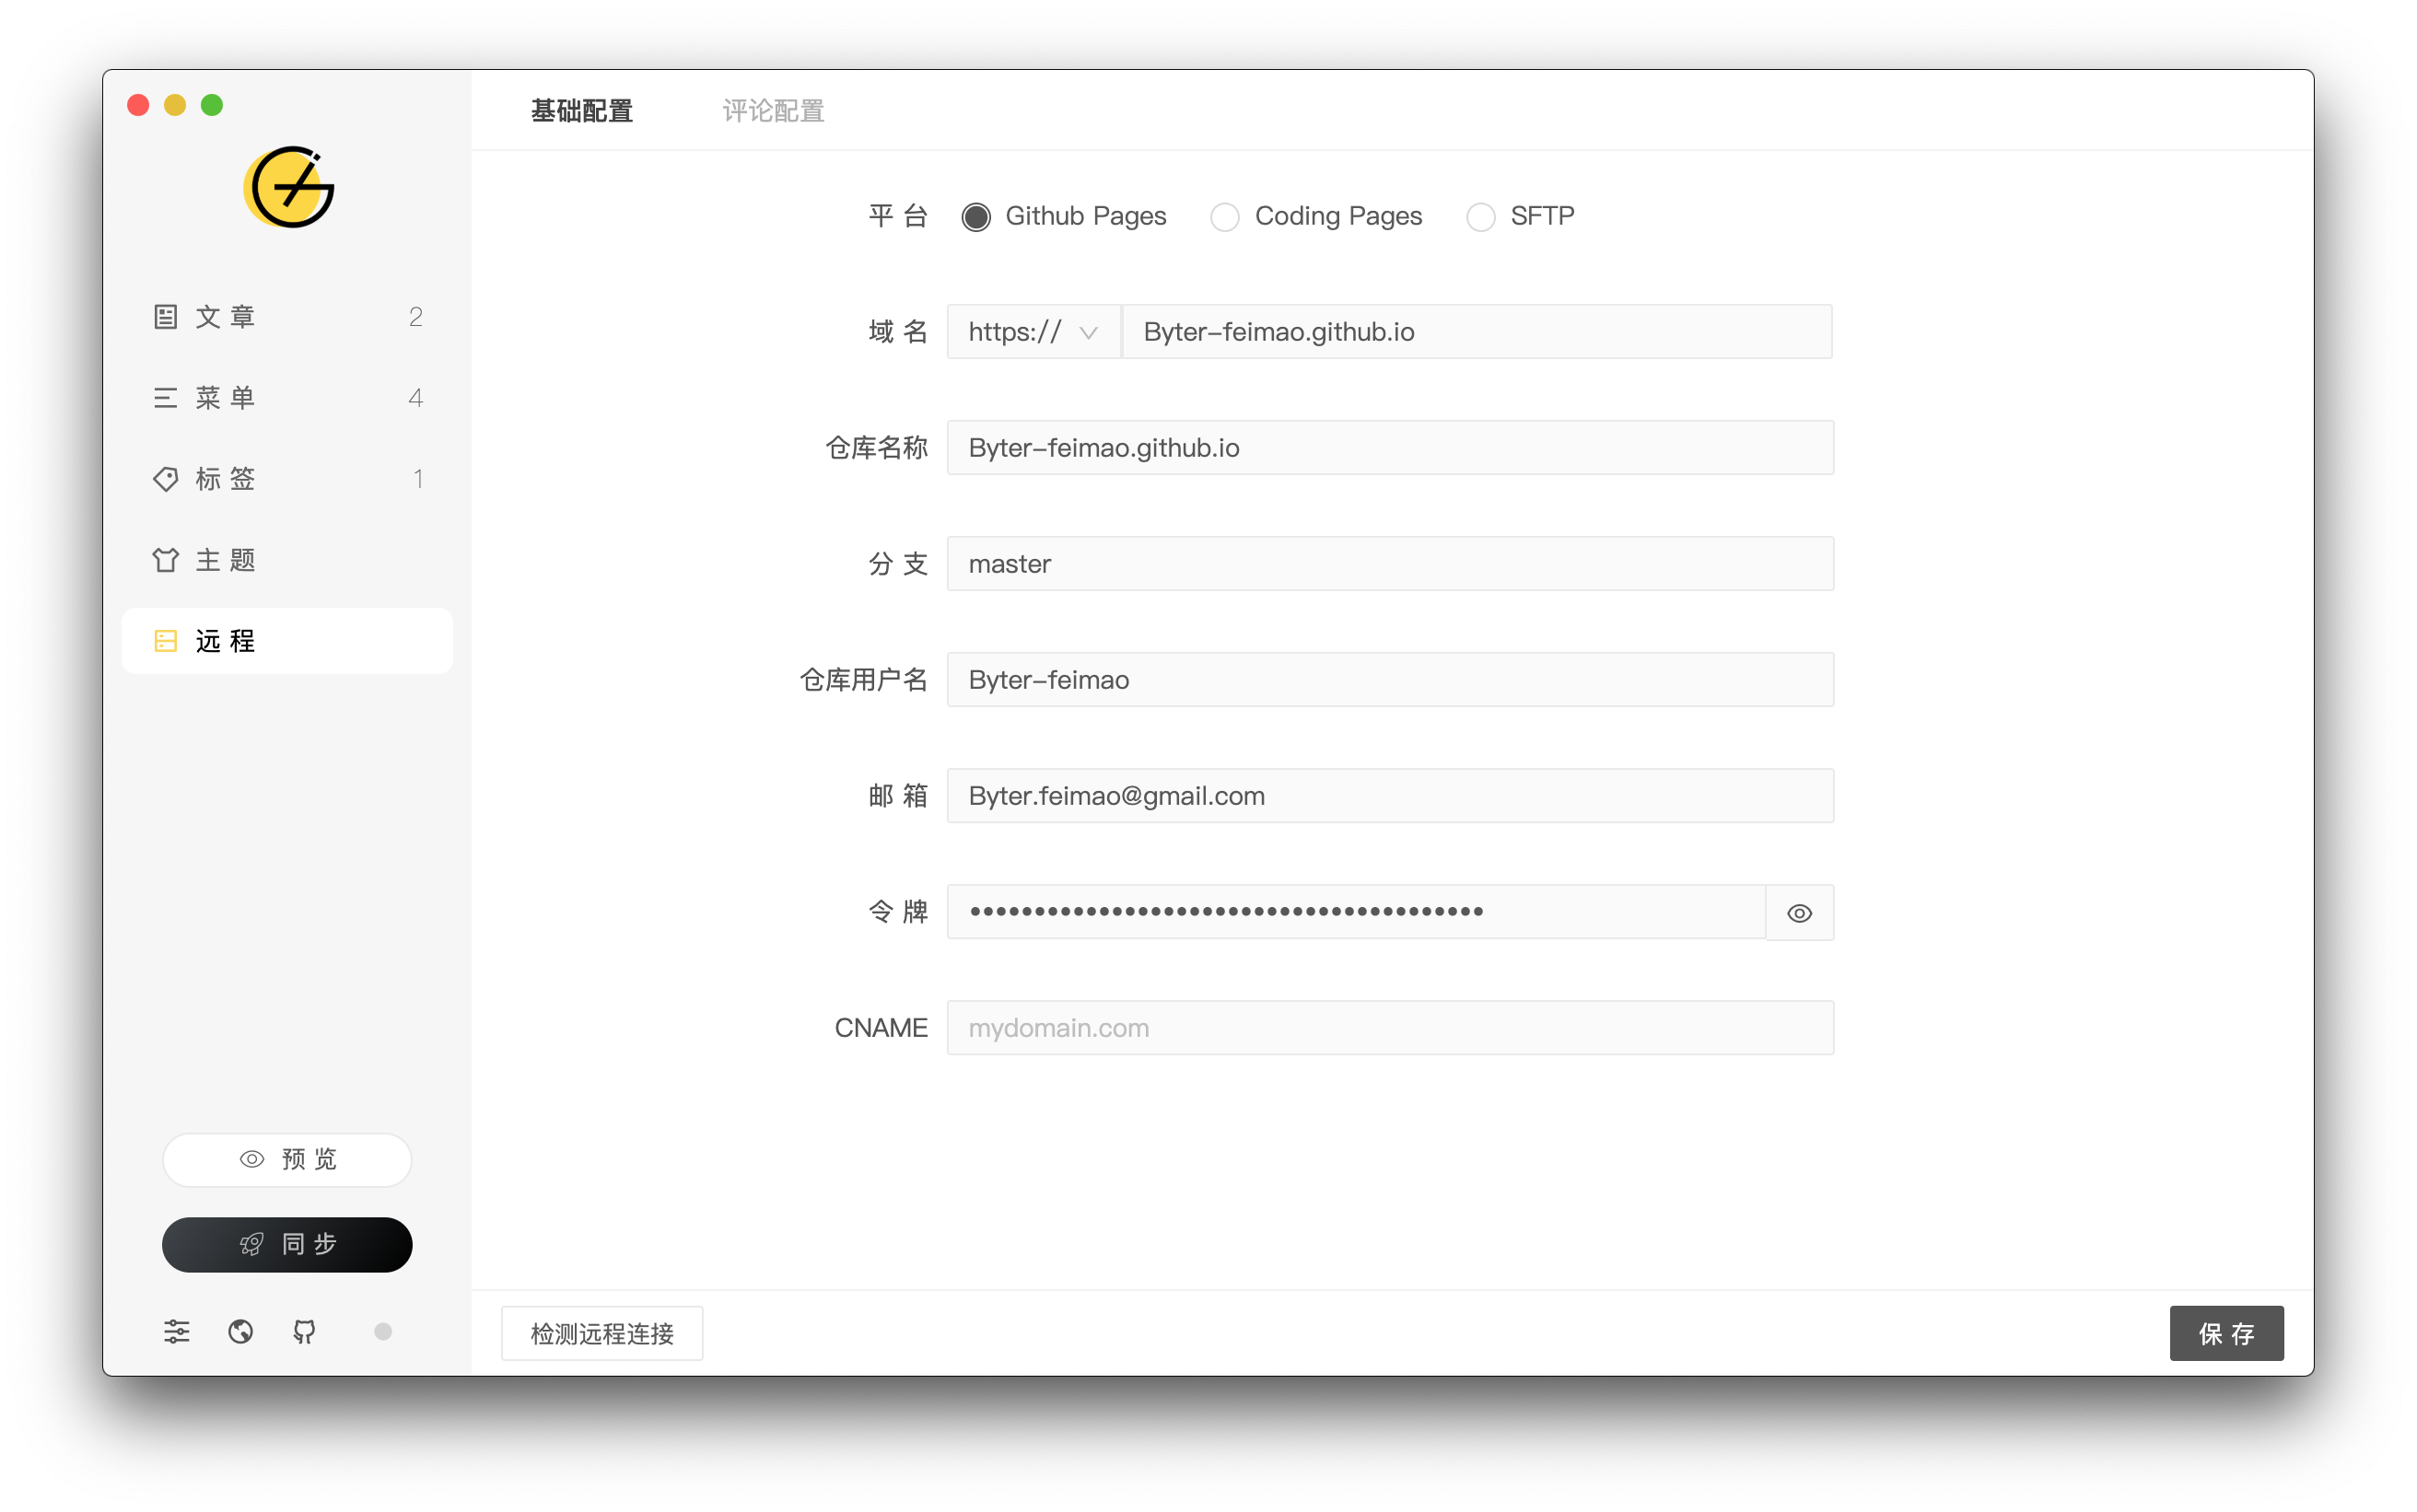 基础配置 评论配置
平 台 Github Pages Coding Pages SFTP
文 章 2
域 名 https:// Byter-feimao.github.io
菜 单 4
仓库名称 Byter-feimao.github.io
标 签 1
分 支 master
主 题
远 程
仓库用户名 Byter-feimao
邮 箱 Byter.feimao@gmail.com
令 牌 ••••••••••••••••••••••••••••••••••••••••
CNAME mydomain.com
预 览
同 步
检测远程连接 保 存